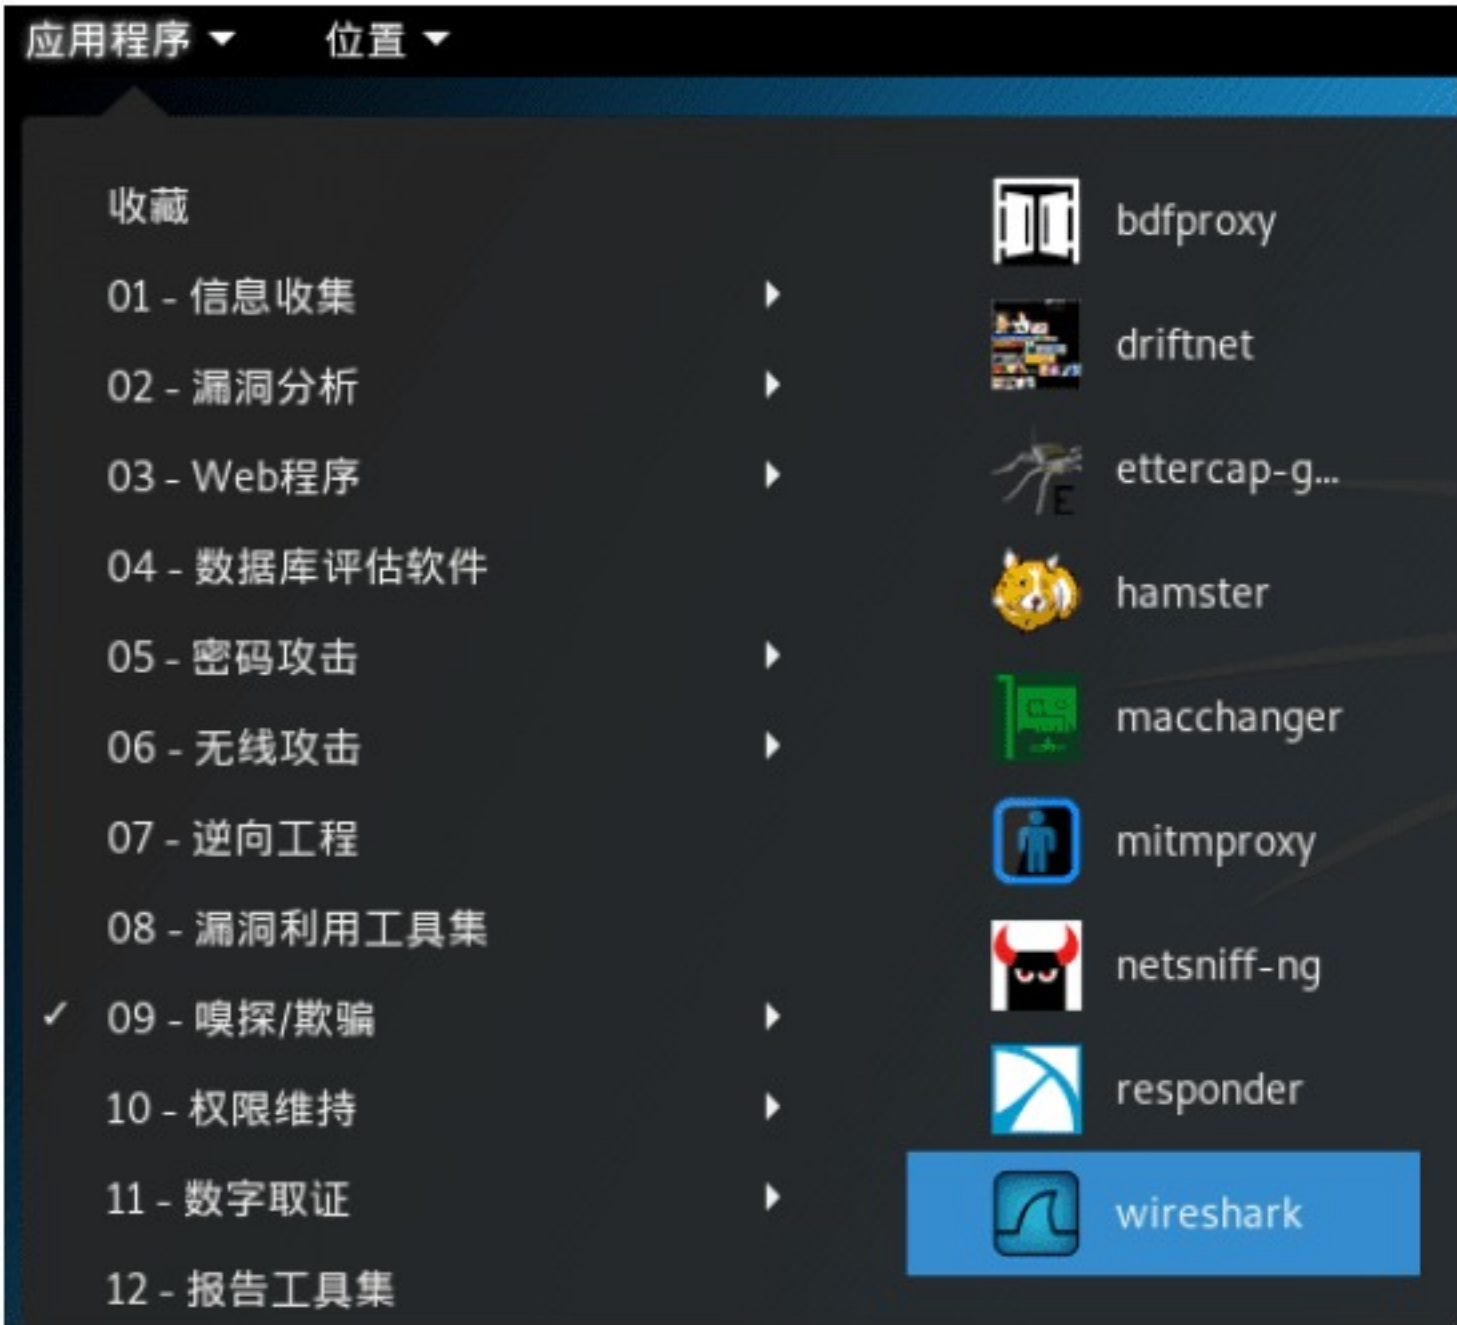 应用程序 位置
收藏
01 - 信息收集
02 - 漏洞分析
03 - Web程序
04 - 数据库评估软件
05 - 密码攻击
06 - 无线攻击
07 - 逆向工程
08 - 漏洞利用工具集
09 - 嗅探/欺骗
10 - 权限维持
11 - 数字取证
12 - 报告工具集
bdfproxy
driftnet
ettercap-g...
hamster
macchanger
mitmproxy
netsniff-ng
responder
wireshark